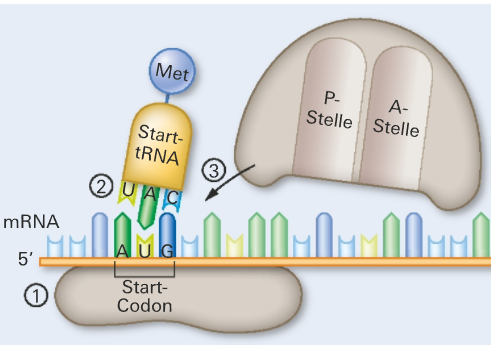 Met
P-
Stelle
A-
Stelle
Start-
tRNA
③
② U A C
mRNA
5'
A U G
①
Start-
Codon